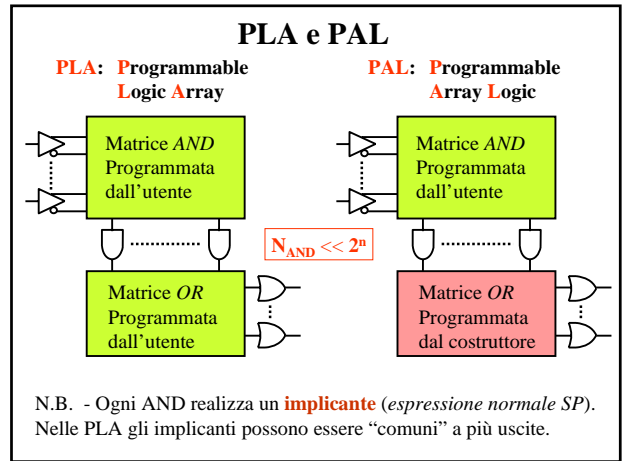 PLA e PAL
PLA: Programmable
Logic Array
PAL: Programmable
Array Logic
Matrice AND
Programmata
dall'utente
Matrice AND
Programmata
dall'utente
N_AND << 2^n
Matrice OR
Programmata
dall'utente
Matrice OR
Programmata
dal costruttore
N.B. - Ogni AND realizza un implicante (espressione normale SP).
Nelle PLA gli implicanti possono essere “comuni” a più uscite.